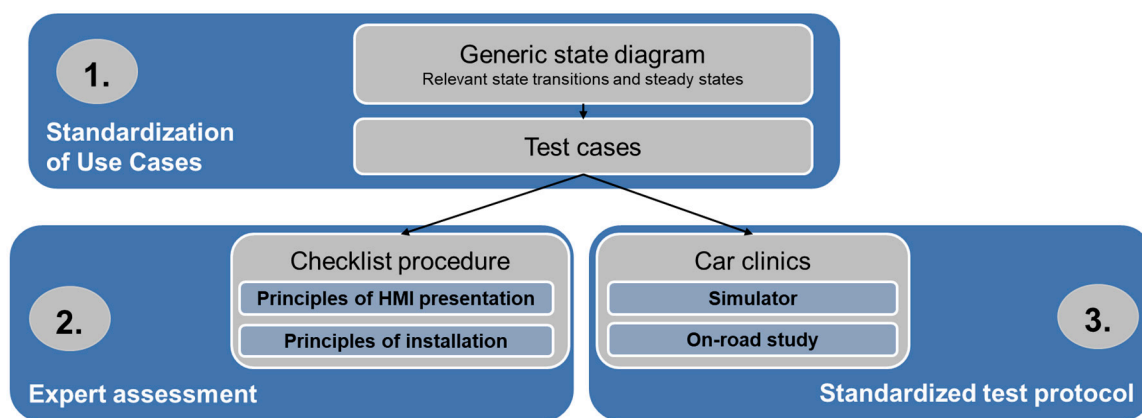 1.
Standardization
of Use Cases
Generic state diagram
Relevant state transitions and steady states
Test cases
2.
Expert assessment
Checklist procedure
Principles of HMI presentation
Principles of installation
Car clinics
Simulator
On-road study
3.
Standardized test protocol